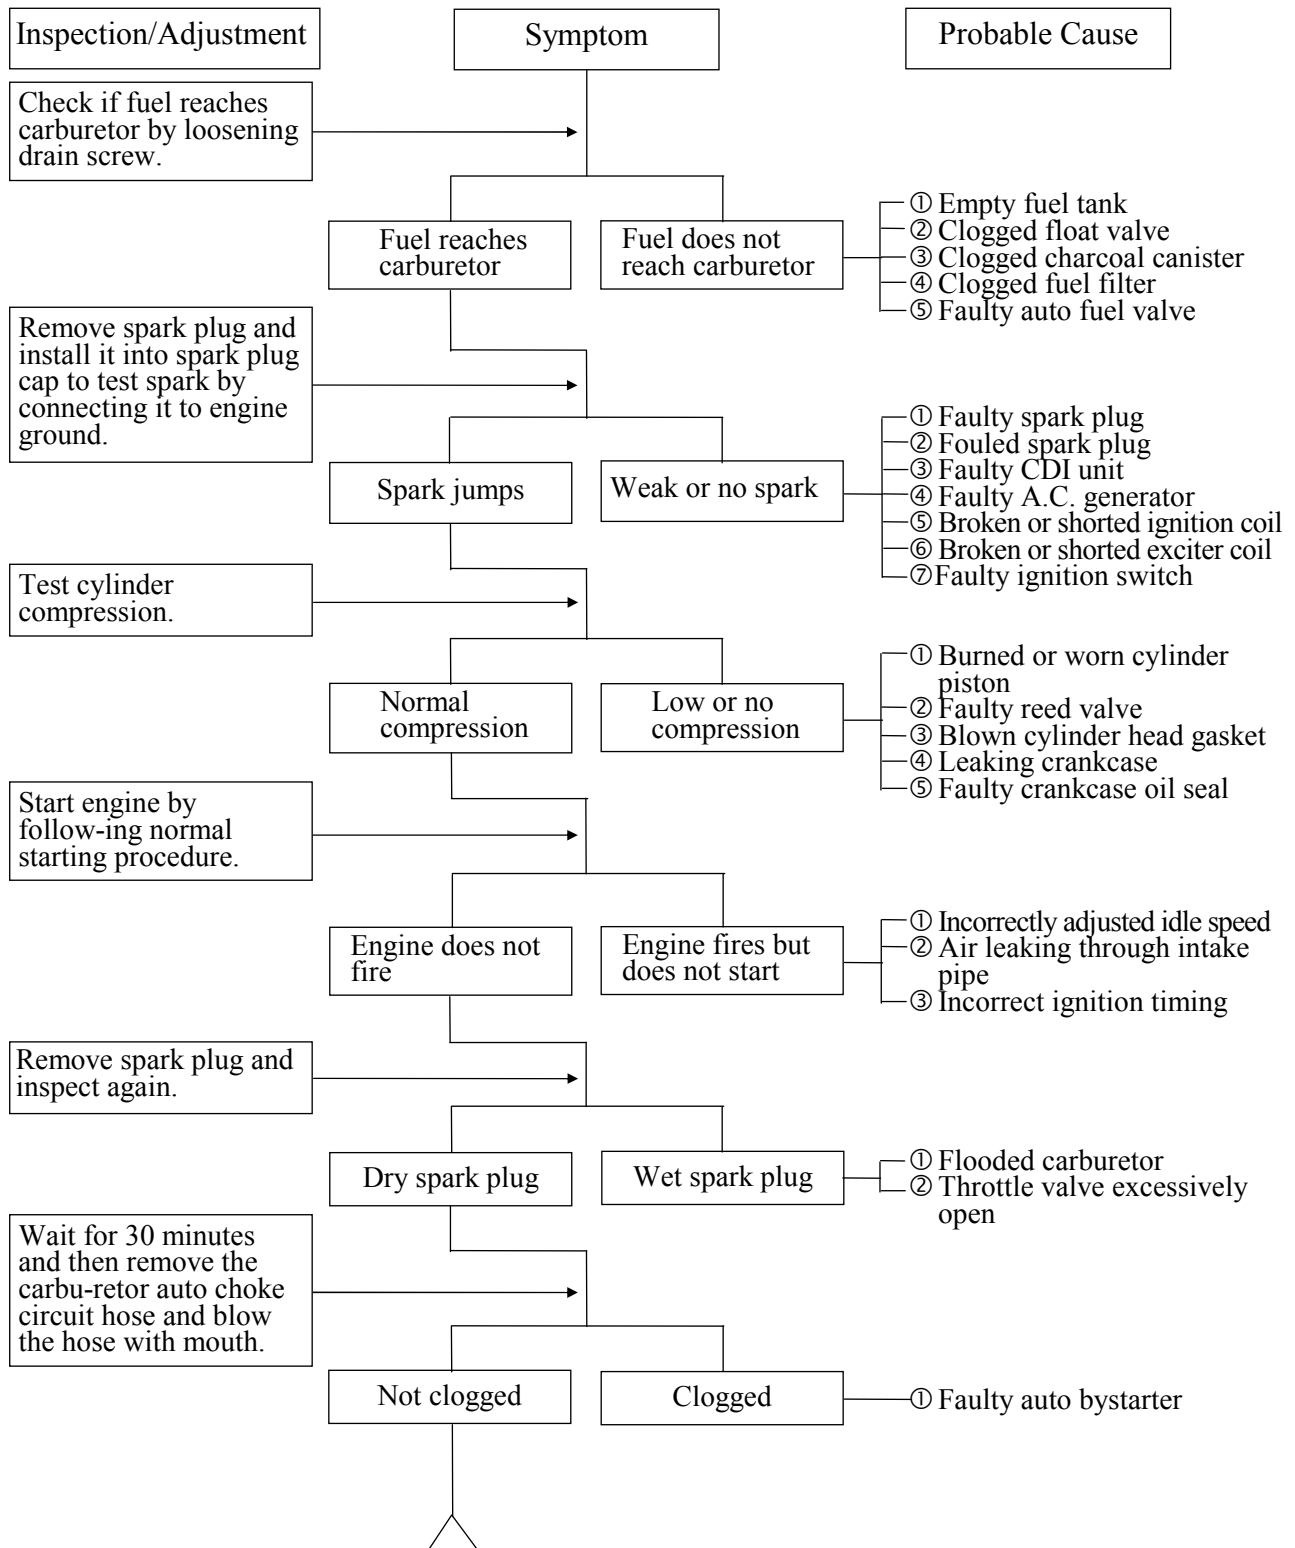 Inspection/Adjustment
Symptom
Probable Cause
Check if fuel reaches
carburetor by loosening
drain screw.
Fuel reaches
carburetor
Fuel does not
reach carburetor
① Empty fuel tank
② Clogged float valve
③ Clogged charcoal canister
④ Clogged fuel filter
⑤ Faulty auto fuel valve
Remove spark plug and
install it into spark plug
cap to test spark by
connecting it to engine
ground.
Spark jumps
Weak or no spark
① Faulty spark plug
② Fouled spark plug
③ Faulty CDI unit
④ Faulty A.C. generator
⑤ Broken or shorted ignition coil
⑥ Broken or shorted exciter coil
⑦Faulty ignition switch
Test cylinder
compression.
Normal
compression
Low or no
compression
① Burned or worn cylinder
piston
② Faulty reed valve
③ Blown cylinder head gasket
④ Leaking crankcase
⑤ Faulty crankcase oil seal
Start engine by
follow-ing normal
starting procedure.
Engine does not
fire
Engine fires but
does not start
① Incorrectly adjusted idle speed
② Air leaking through intake
pipe
③ Incorrect ignition timing
Remove spark plug and
inspect again.
Dry spark plug
Wet spark plug
① Flooded carburetor
② Throttle valve excessively
open
Wait for 30 minutes
and then remove the
carbu-retor auto choke
circuit hose and blow
the hose with mouth.
Not clogged
Clogged
① Faulty auto bystarter